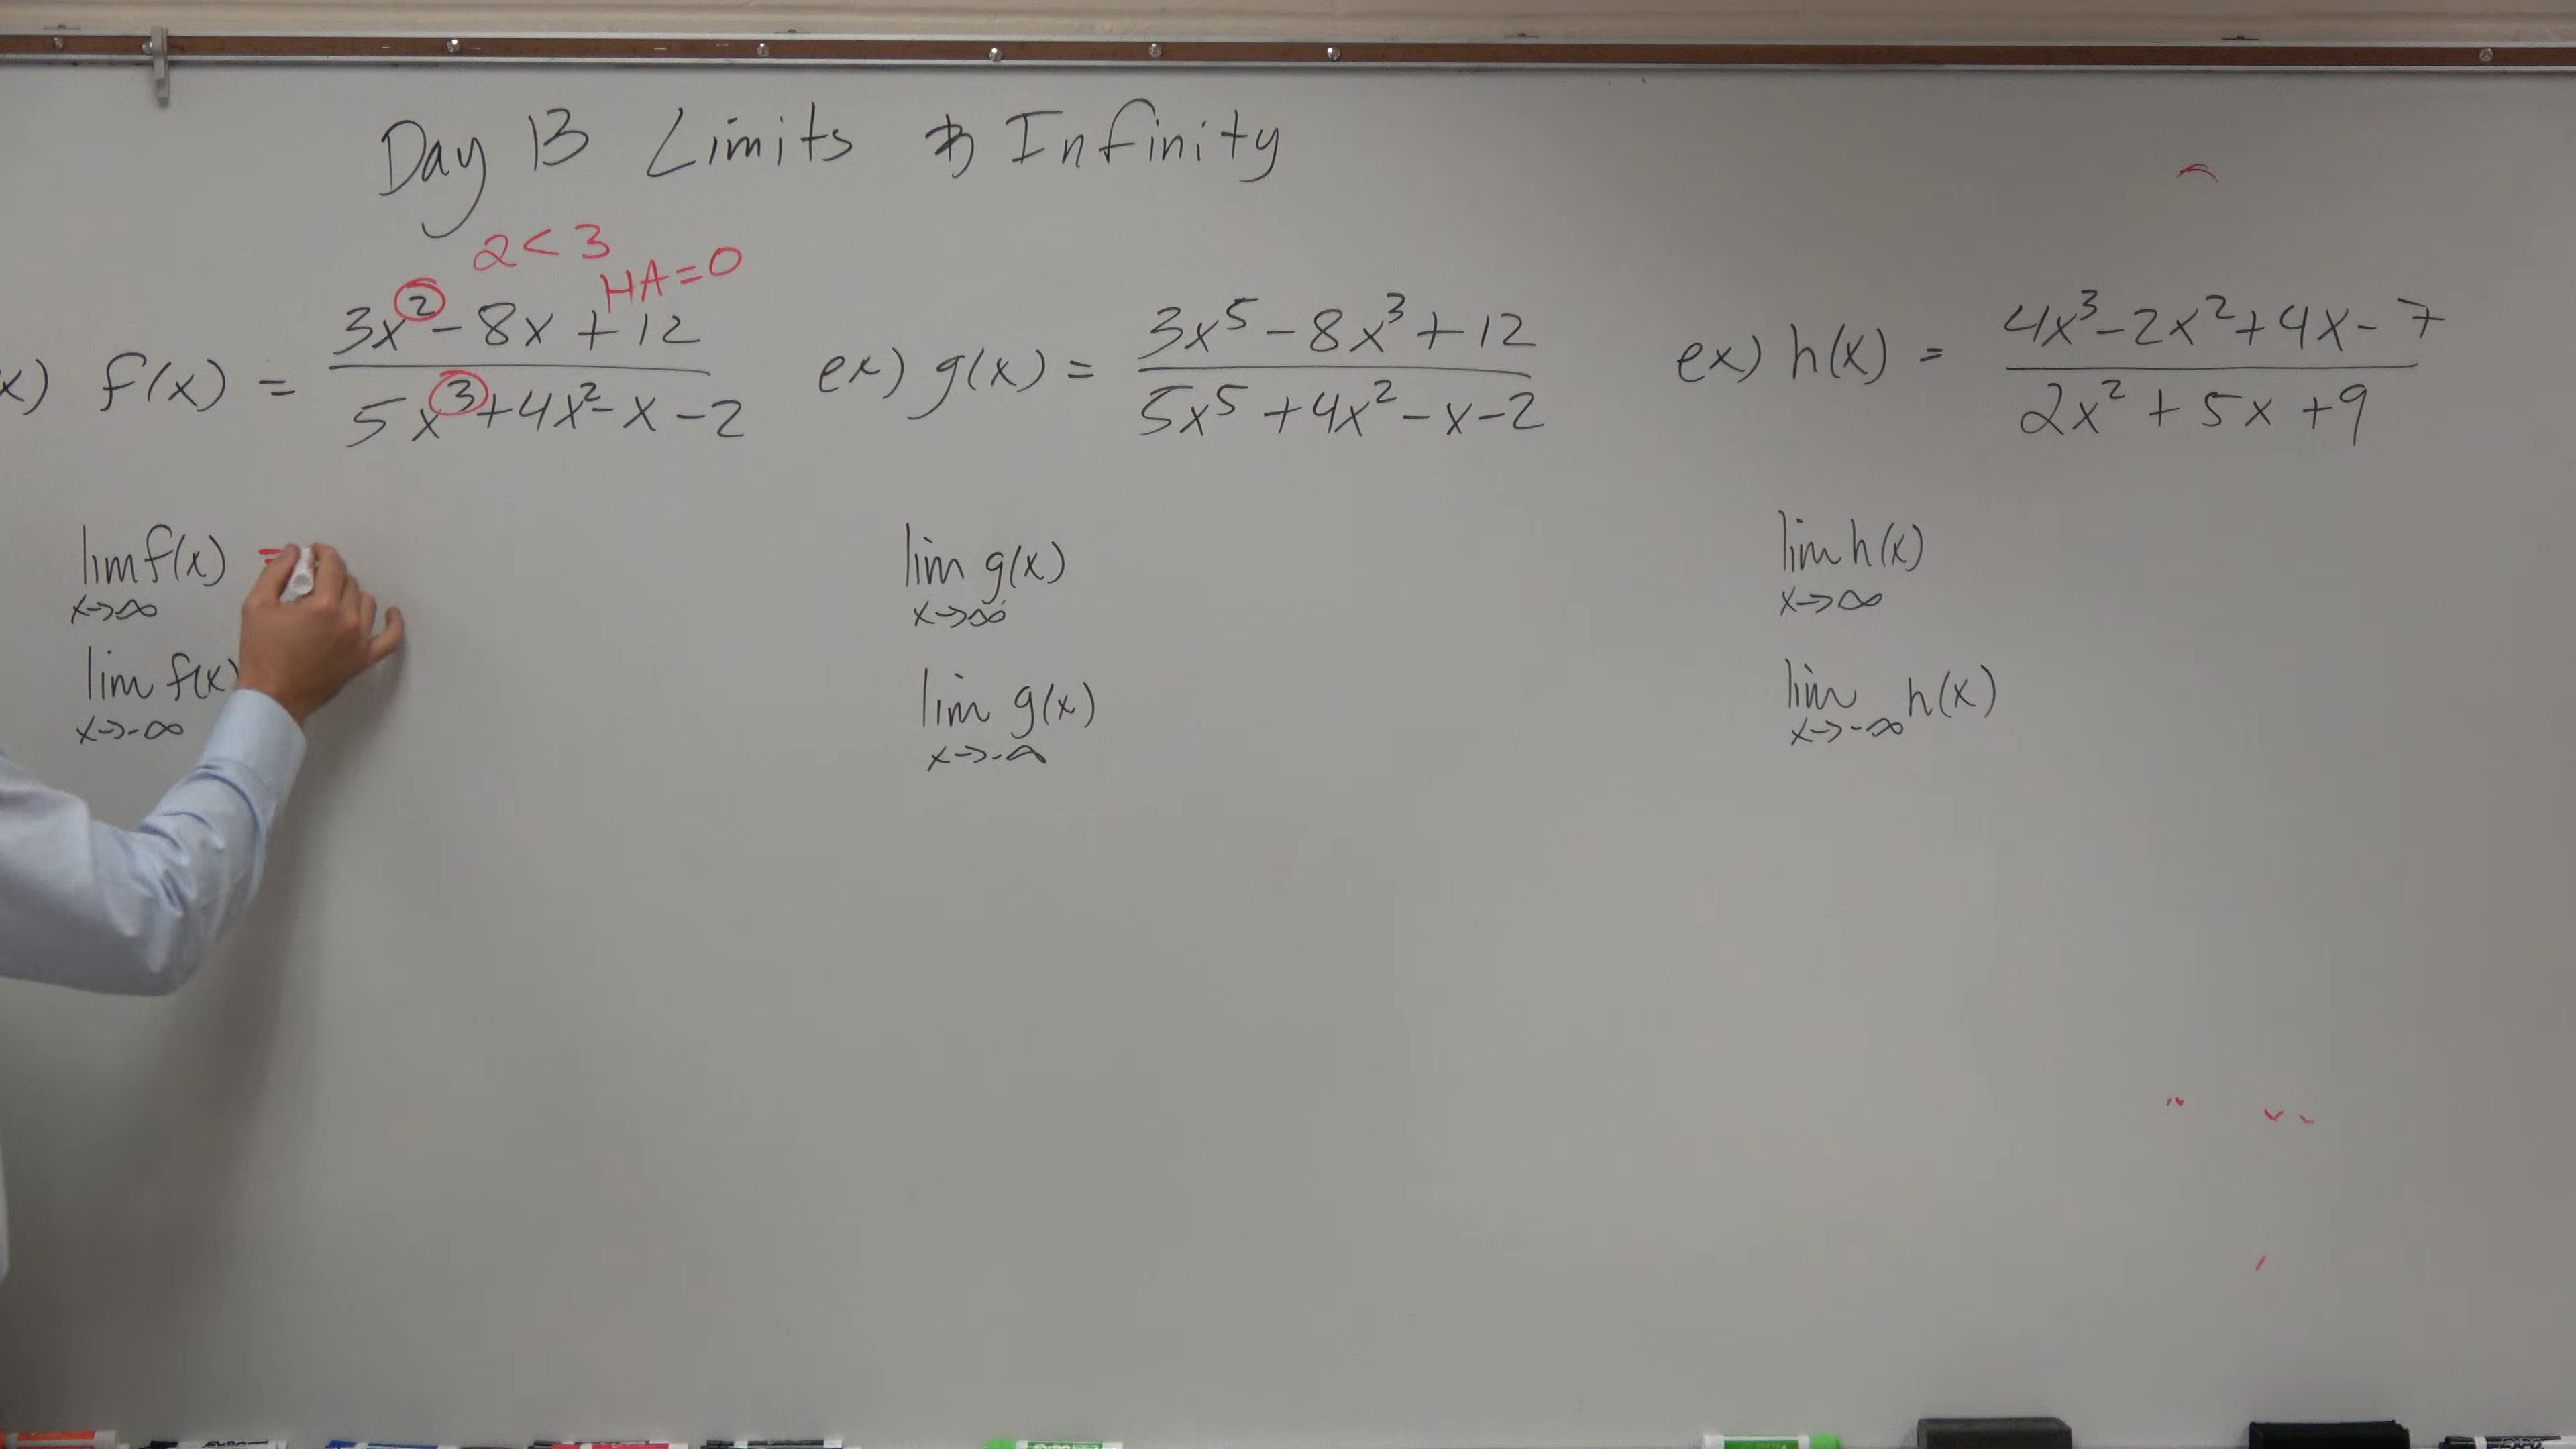 Day 13 Limits & Infinity
2 < 3
HA = 0
x) f(x) = (3x² - 8x + 12)/(5x³ + 4x² - x - 2)
ex) g(x) = (3x⁵ - 8x³ + 12)/(5x⁵ + 4x² - x - 2)
ex) h(x) = (4x³ - 2x² + 4x - 7)/(2x² + 5x + 9)
lim f(x) =
x→∞
lim f(x)
x→-∞
lim g(x)
x→∞
lim g(x)
x→-∞
lim h(x)
x→∞
lim h(x)
x→-∞